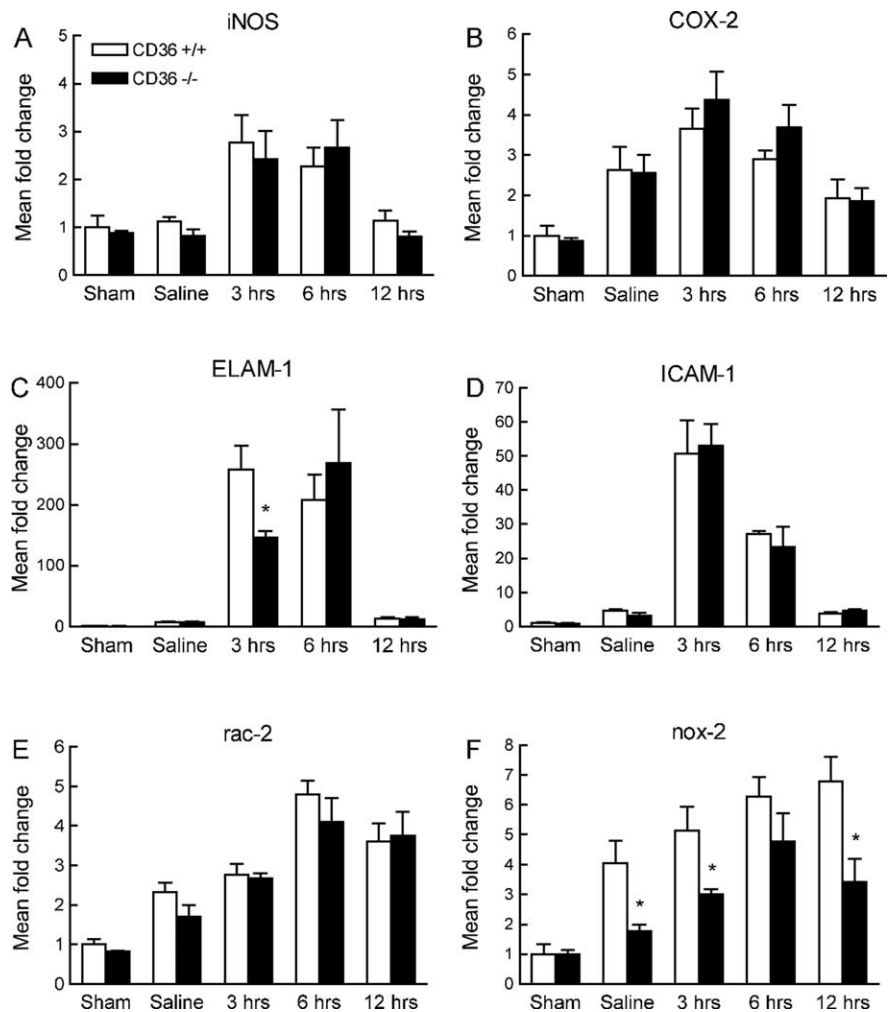 A
iNOS
Mean fold change
5
4
3
2
1
0
CD36 +/+
CD36 -/-
Sham Saline 3 hrs 6 hrs 12 hrs
B
COX-2
Mean fold change
6
5
4
3
2
1
0
Sham Saline 3 hrs 6 hrs 12 hrs
C
ELAM-1
Mean fold change
400
300
200
100
0
*
Sham Saline 3 hrs 6 hrs 12 hrs
D
ICAM-1
Mean fold change
70
60
50
40
30
20
10
0
Sham Saline 3 hrs 6 hrs 12 hrs
E
rac-2
Mean fold change
6
5
4
3
2
1
0
Sham Saline 3 hrs 6 hrs 12 hrs
F
nox-2
Mean fold change
8
7
6
5
4
3
2
1
0
* * *
Sham Saline 3 hrs 6 hrs 12 hrs